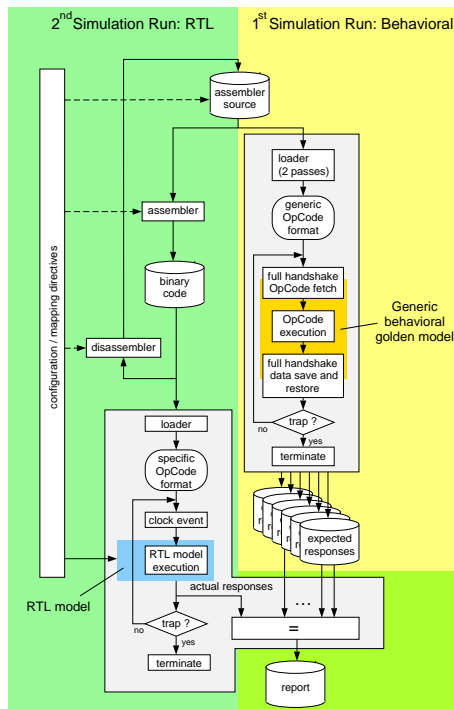 2nd Simulation Run: RTL
1st Simulation Run: Behavioral
assembler
source
configuration / mapping directives
loader
(2 passes)
generic
OpCode
format
assembler
binary
code
full handshake
OpCode fetch
OpCode
execution
Generic
behavioral
golden model
disassembler
full handshake
data save and
restore
trap ?
no
yes
terminate
loader
specific
OpCode
format
clock event
RTL model
execution
RTL model
expected
responses
actual responses
...
trap ?
no
yes
terminate
=
report